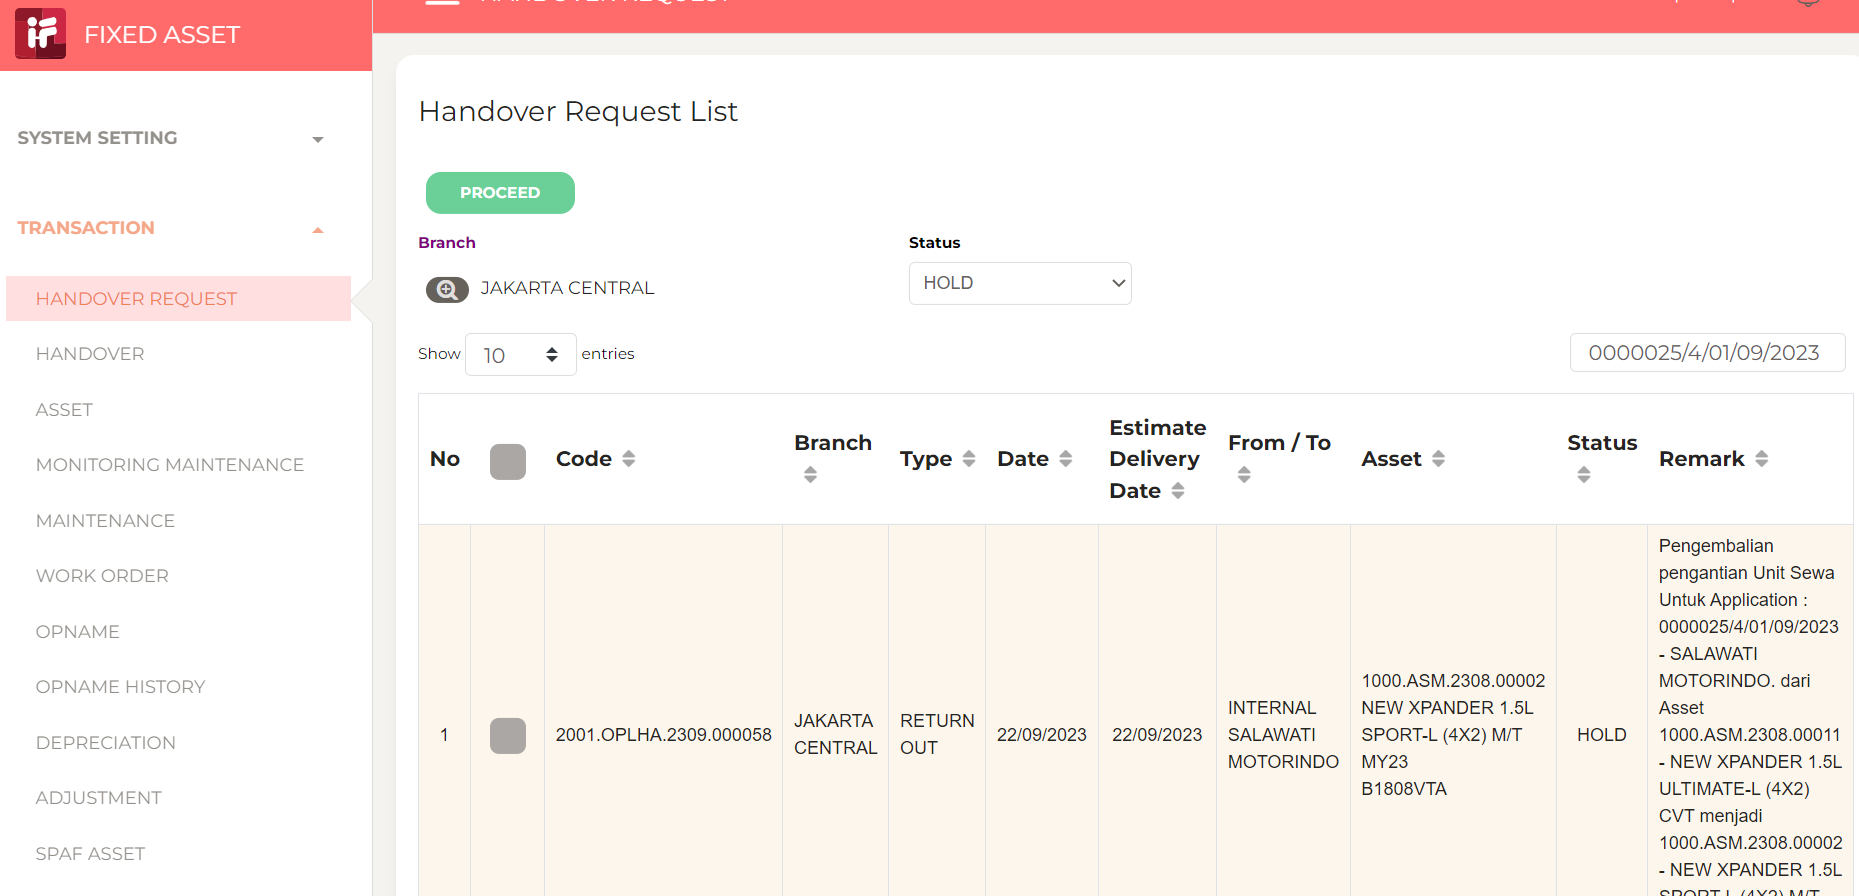 FIXED ASSET
HANDOVER REQUEST
SYSTEM SETTING
TRANSACTION
HANDOVER REQUEST
HANDOVER
ASSET
MONITORING MAINTENANCE
MAINTENANCE
WORK ORDER
OPNAME
OPNAME HISTORY
DEPRECIATION
ADJUSTMENT
SPAF ASSET
Handover Request List
PROCEED
Branch
Status
JAKARTA CENTRAL
HOLD
Show 10 entries
0000025/4/01/09/2023
No
Code
Branch
Type
Date
Estimate
Delivery
Date
From / To
Asset
Status
Remark
1
2001.OPLHA.2309.000058
JAKARTA
CENTRAL
RETURN
OUT
22/09/2023
22/09/2023
INTERNAL
SALAWATI
MOTORINDO
1000.ASM.2308.00002
NEW XPANDER 1.5L
SPORT-L (4X2) M/T
MY23
B1808VTA
HOLD
Pengembalian
pengantian Unit Sewa
Untuk Application :
0000025/4/01/09/2023
- SALAWATI
MOTORINDO. dari
Asset
1000.ASM.2308.00011
- NEW XPANDER 1.5L
ULTIMATE-L (4X2)
CVT menjadi
1000.ASM.2308.00002
- NEW XPANDER 1.5L
SPORT-L (4X2) M/T